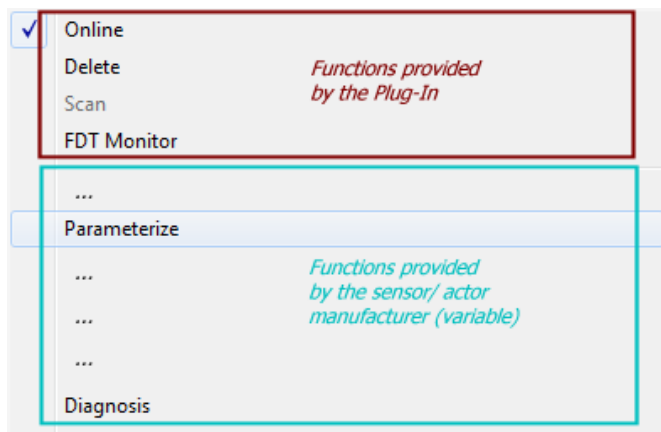 Online
Delete
Functions provided
by the Plug-In
Scan
FDT Monitor
...
Parameterize
...
Functions provided
by the sensor/ actor
manufacturer (variable)
...
...
Diagnosis